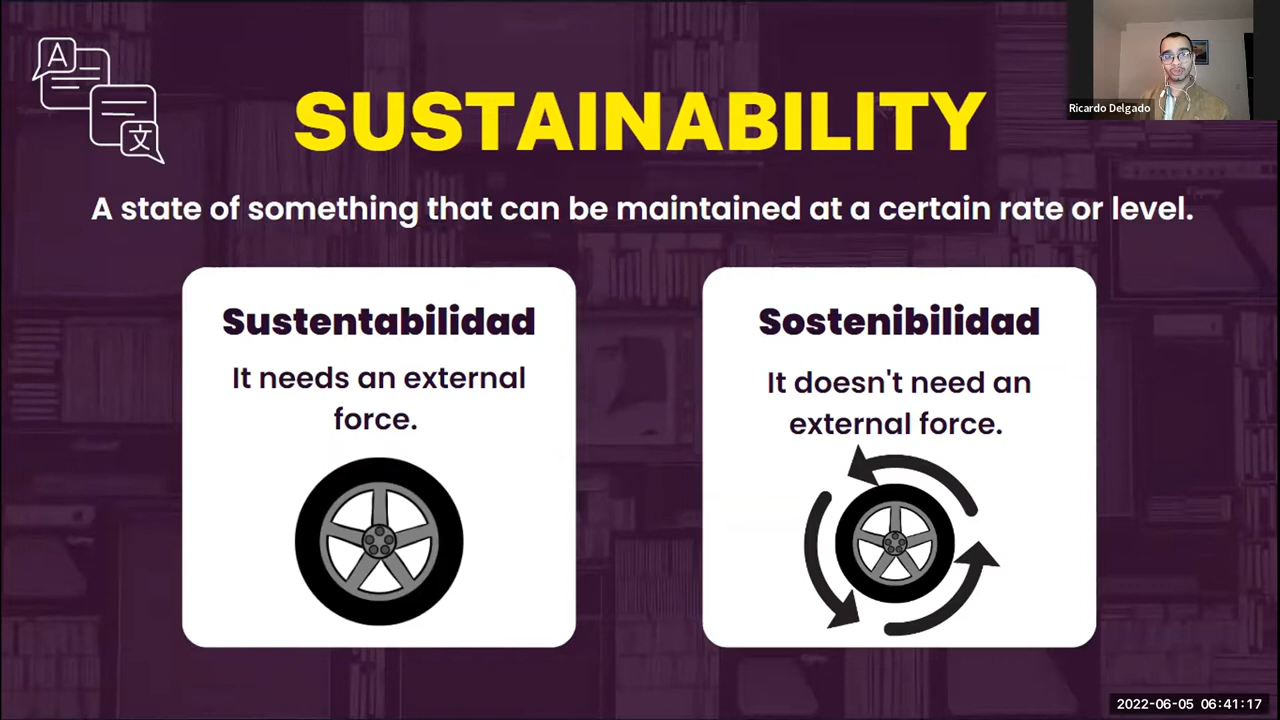 A
文
SUSTAINABILITY
Ricardo Delgado
A state of something that can be maintained at a certain rate or level.
Sustentabilidad
It needs an external
force.
Sostenibilidad
It doesn't need an
external force.
2022-06-05 06:41:17